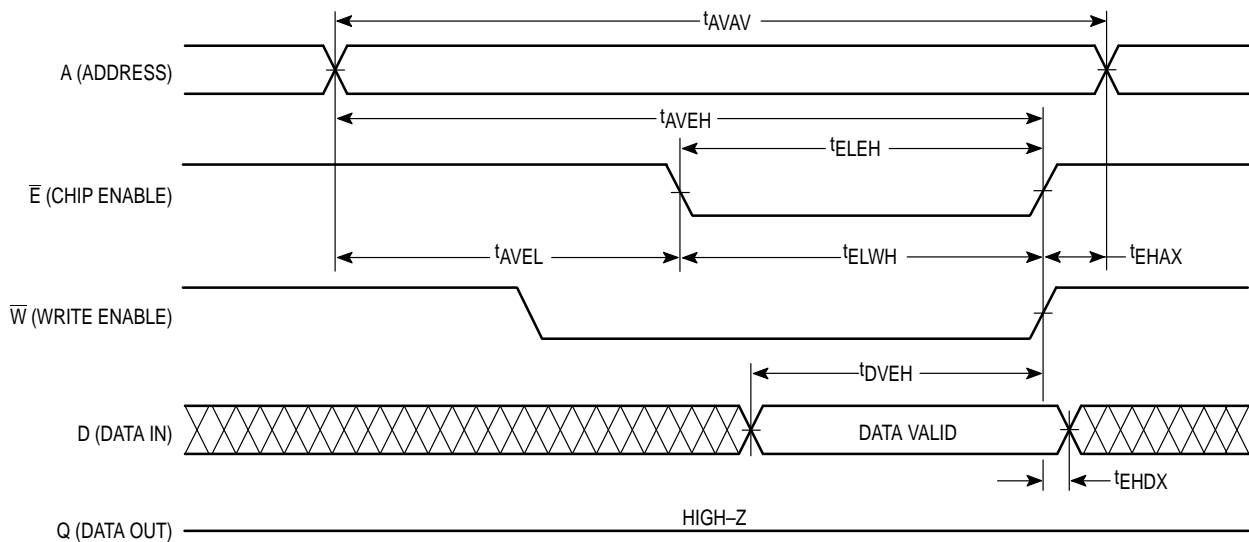 tAVAV
A (ADDRESS)
tAVEH
tELEH
E̅ (CHIP ENABLE)
tAVEL
tELWH
tEHAX
W̅ (WRITE ENABLE)
tDVEH
D (DATA IN)
DATA VALID
tEHDX
HIGH–Z
Q (DATA OUT)